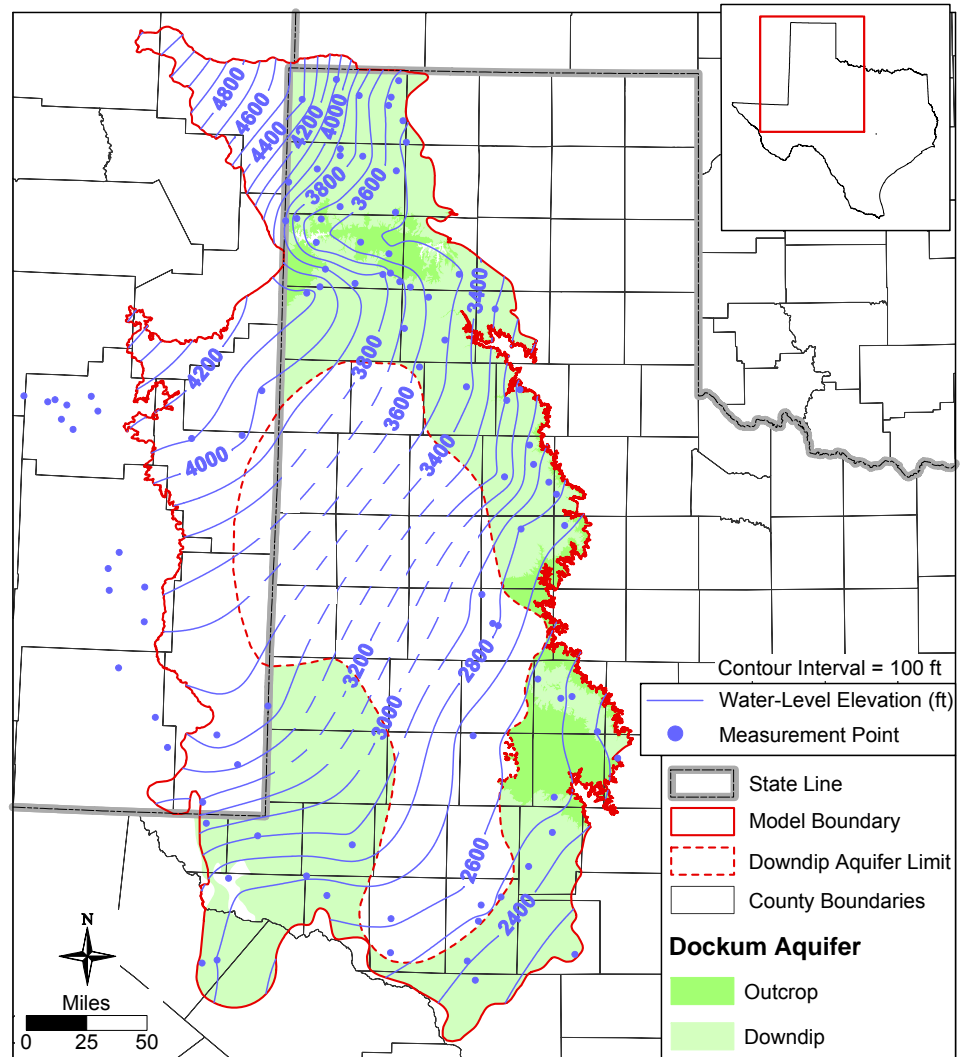 4800
4600
4400
4200
4000
3800
3600
3400
4200
3800
3600
3400
4000
3200
3000
2800
2600
2400
Contour Interval = 100 ft
Water-Level Elevation (ft)
Measurement Point
State Line
Model Boundary
Downdip Aquifer Limit
County Boundaries
Dockum Aquifer
Outcrop
Downdip
N
Miles
0 25 50